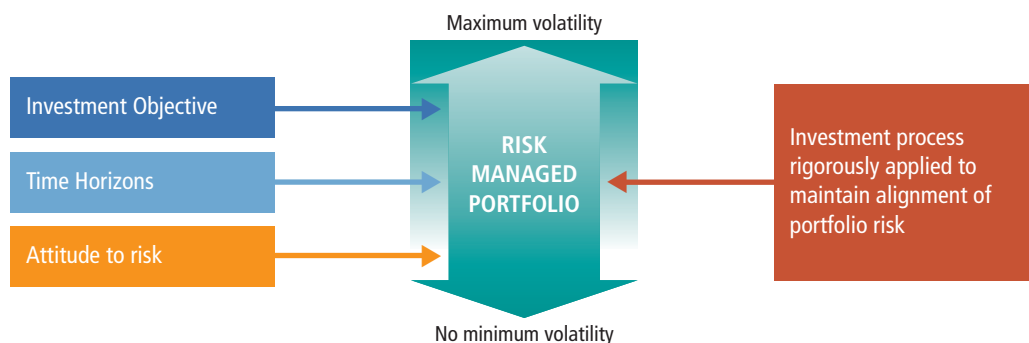 Maximum volatility
Investment Objective
Time Horizons
Attitude to risk
RISK
MANAGED
PORTFOLIO
Investment process
rigorously applied to
maintain alignment of
portfolio risk
No minimum volatility